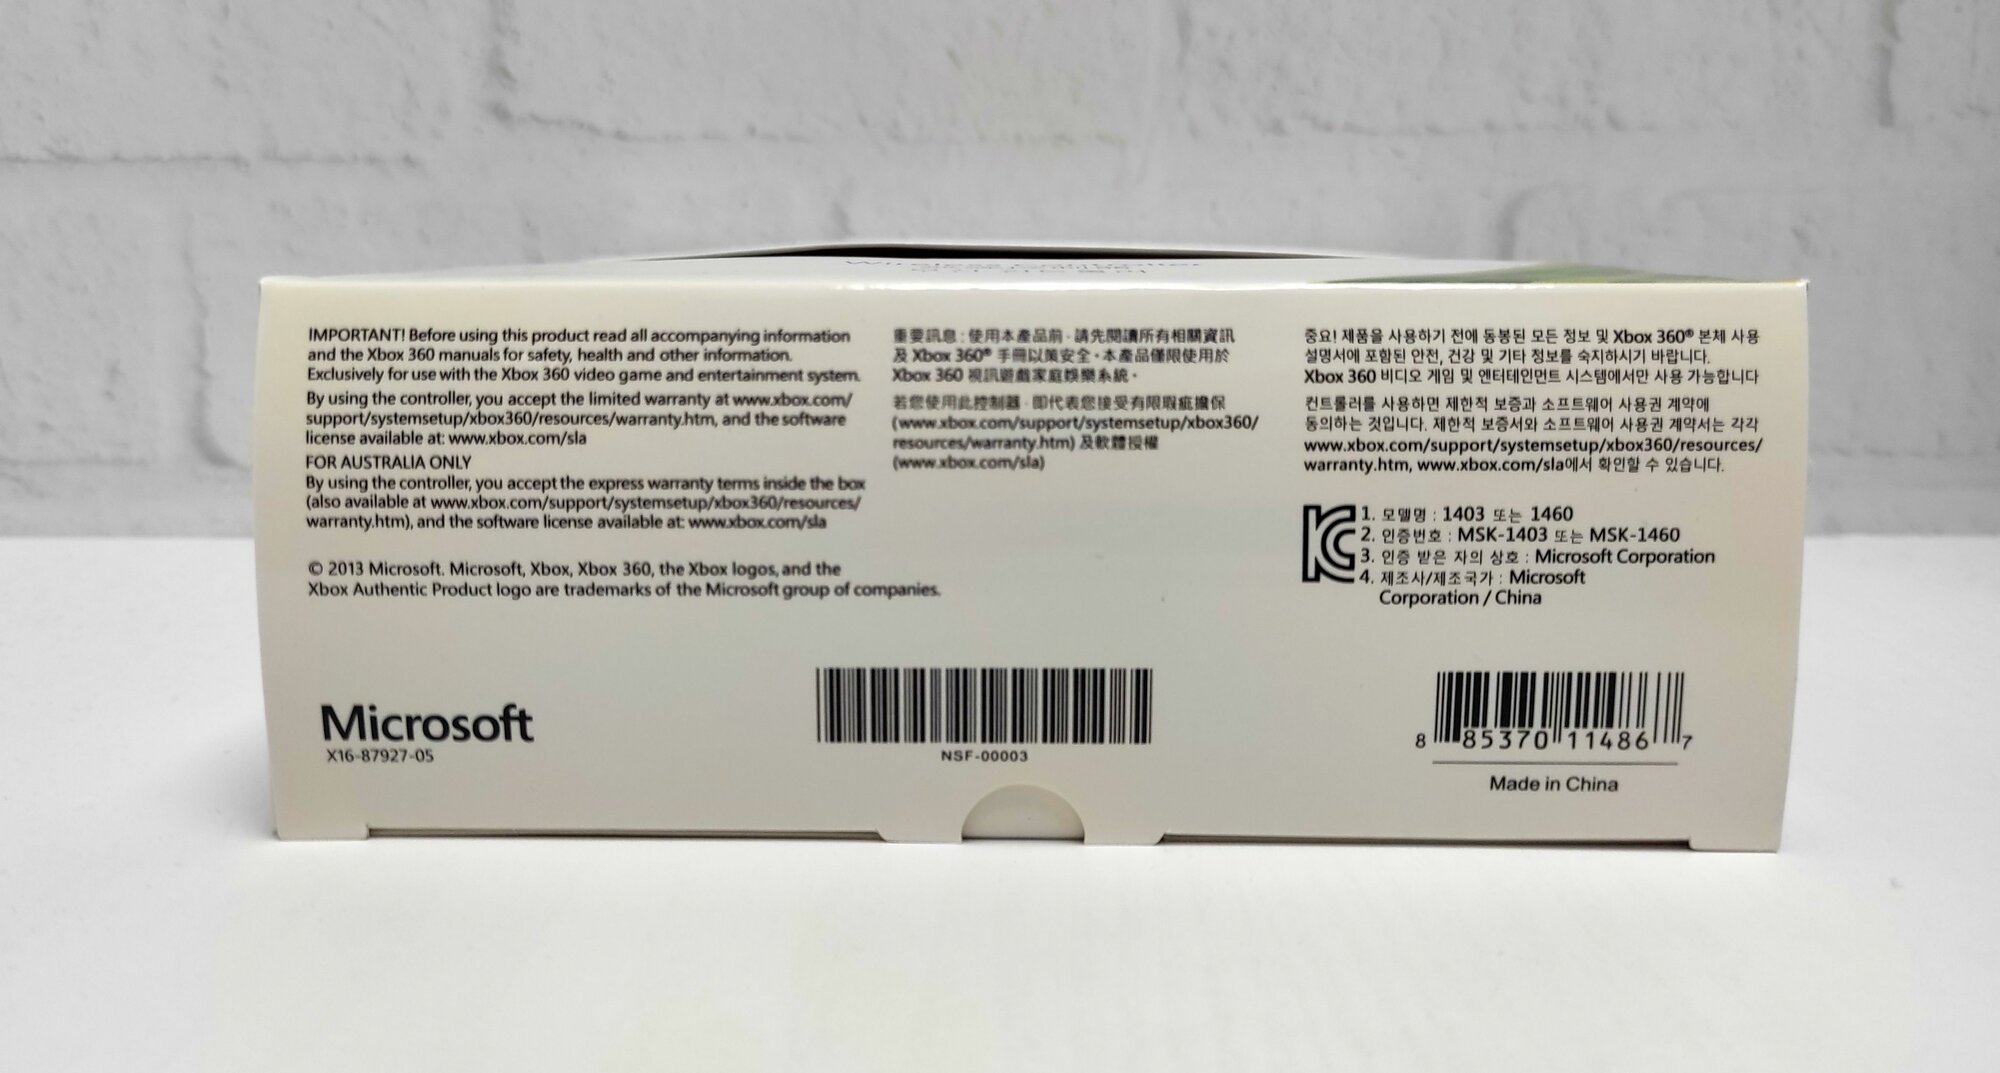 IMPORTANT! Before using this product read all accompanying information
and the Xbox 360 manuals for safety, health and other information.
Exclusively for use with the Xbox 360 video game and entertainment system.
By using the controller, you accept the limited warranty at www.xbox.com/
support/systemsetup/xbox360/resources/warranty.htm, and the software
license available at: www.xbox.com/sla
FOR AUSTRALIA ONLY
By using the controller, you accept the express warranty terms inside the box
(also available at www.xbox.com/support/systemsetup/xbox360/resources/
warranty.htm), and the software license available at: www.xbox.com/sla
© 2013 Microsoft. Microsoft, Xbox, Xbox 360, the Xbox logos, and the
Xbox Authentic Product logo are trademarks of the Microsoft group of companies.
重要訊息：使用本產品前，請先閱讀所有相關資訊
及 Xbox 360® 手冊以策安全。本產品僅限使用於
Xbox 360 視訊遊戲家庭娛樂系統。
若您使用此控制器，即代表您接受有限瑕疵擔保
(www.xbox.com/support/systemsetup/xbox360/
resources/warranty.htm) 及軟體授權
(www.xbox.com/sla)
중요! 제품을 사용하기 전에 동봉된 모든 정보 및 Xbox 360® 본체 사용
설명서에 포함된 안전, 건강 및 기타 정보를 숙지하시기 바랍니다.
Xbox 360 비디오 게임 및 엔터테인먼트 시스템에서만 사용 가능합니다
컨트롤러를 사용하면 제한적 보증과 소프트웨어 사용권 계약에
동의하는 것입니다. 제한적 보증서와 소프트웨어 사용권 계약서는 각각
www.xbox.com/support/systemsetup/xbox360/resources/
warranty.htm, www.xbox.com/sla에서 확인할 수 있습니다.
KC
1. 모델명 : 1403 또는 1460
2. 인증번호 : MSK-1403 또는 MSK-1460
3. 인증 받은 자의 상호 : Microsoft Corporation
4. 제조사/제조국가 : Microsoft
Corporation / China
Microsoft
X16-87927-05
NSF-00003
8 85370 11486 7
Made in China